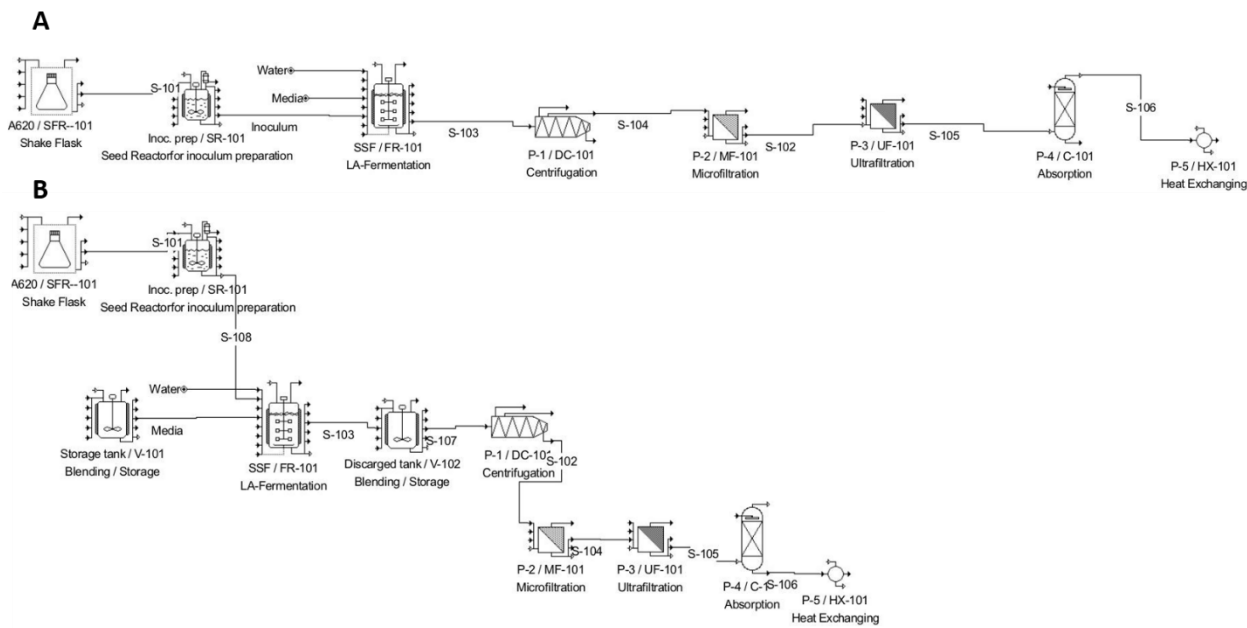 A
Water
Media
S-101
Inoculum
S-103
S-104
S-102
S-105
S-106
A620 / SFR--101
Shake Flask
Inoc. prep / SR-101
Seed Reactorfor inoculum preparation
SSF / FR-101
LA-Fermentation
P-1 / DC-101
Centrifugation
P-2 / MF-101
Microfiltration
P-3 / UF-101
Ultrafiltration
P-4 / C-101
Absorption
P-5 / HX-101
Heat Exchanging
B
S-101
A620 / SFR--101
Shake Flask
Inoc. prep / SR-101
Seed Reactorfor inoculum preparation
S-108
Water
Media
S-103
S-107
S-102
Storage tank / V-101
Blending / Storage
SSF / FR-101
LA-Fermentation
Discarged tank / V-102
Blending / Storage
P-1 / DC-101
Centrifugation
S-104
S-105
S-106
P-2 / MF-101
Microfiltration
P-3 / UF-101
Ultrafiltration
P-4 / C-1
Absorption
P-5 / HX-101
Heat Exchanging